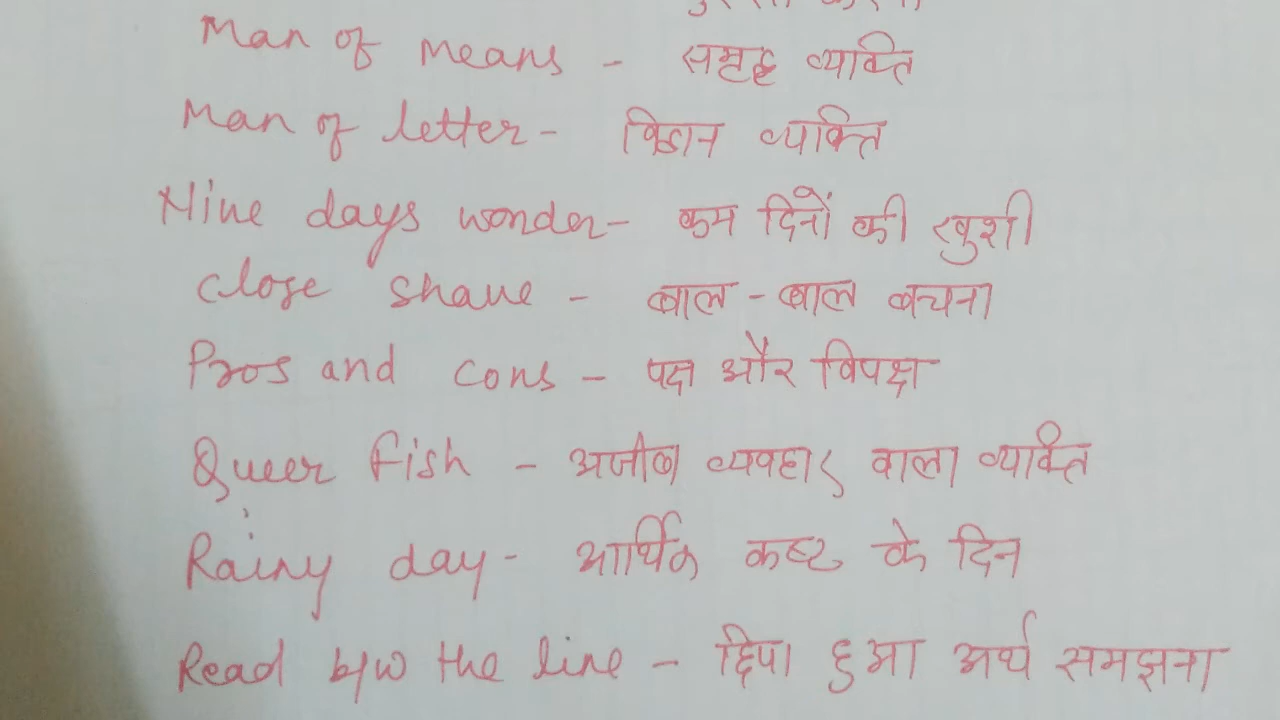 Man of means - समृद्ध व्यक्ति
Man of letter - विद्वान व्यक्ति
Nine days wonder - कम दिनों की खुशी
Close shave - बाल - बाल बचना
Pros and cons - पक्ष और विपक्ष
Queer fish - अजीब व्यवहार वाला व्यक्ति
Rainy day - आर्थिक कष्ट के दिन
Read b/w the line - छिपा हुआ अर्थ समझना